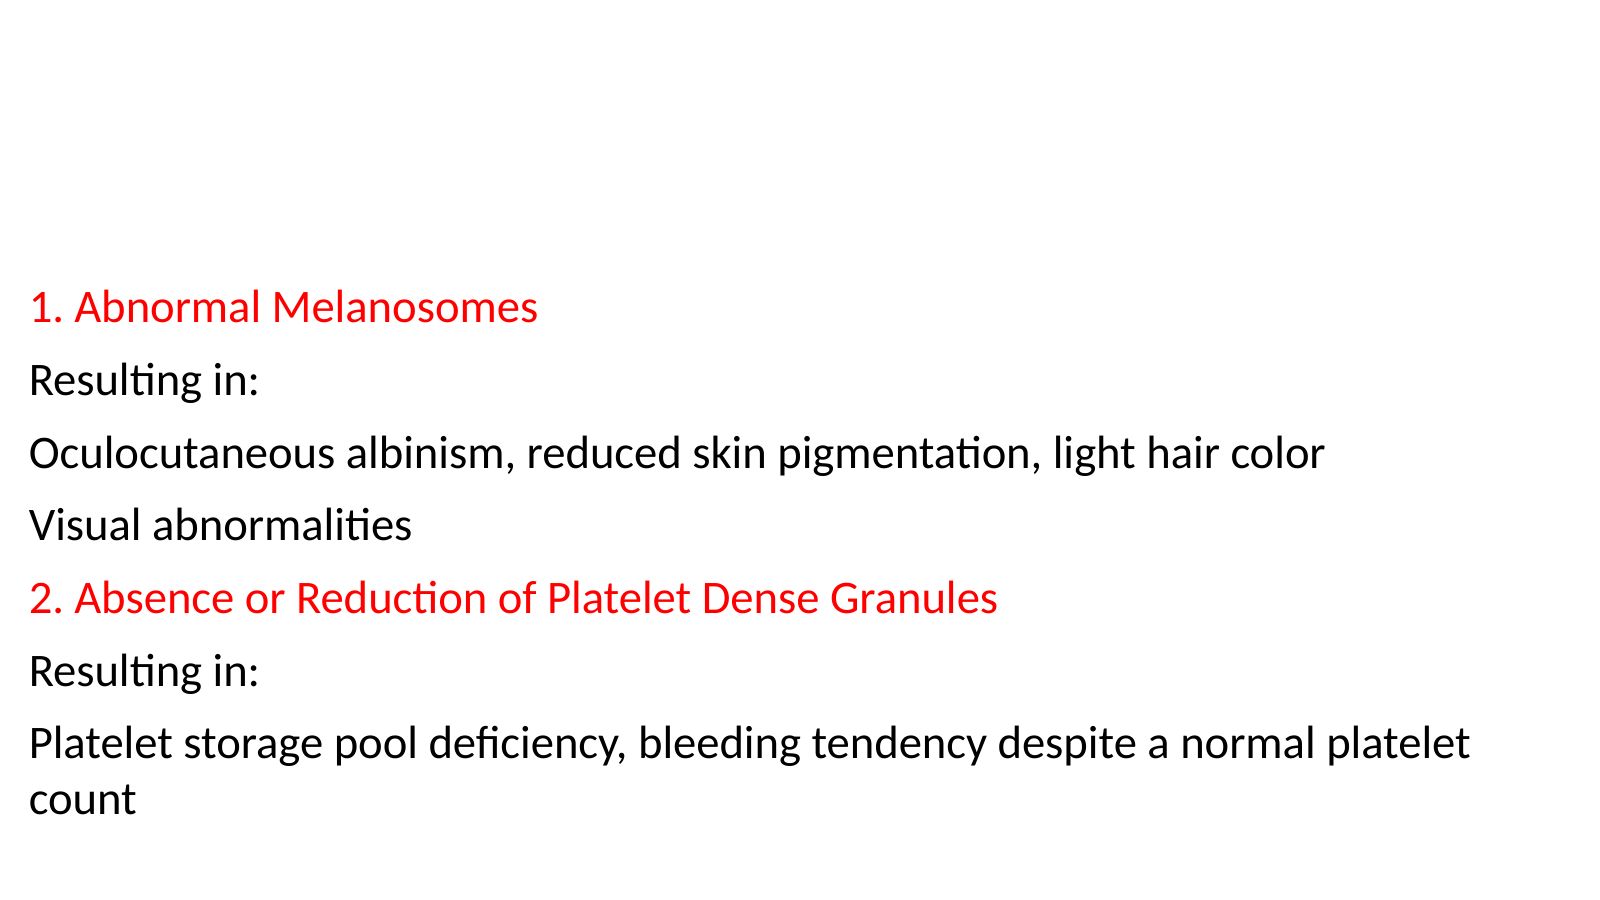 1. Abnormal Melanosomes
Resulting in:
Oculocutaneous albinism, reduced skin pigmentation, light hair color
Visual abnormalities
2. Absence or Reduction of Platelet Dense Granules
Resulting in:
Platelet storage pool deficiency, bleeding tendency despite a normal platelet
count